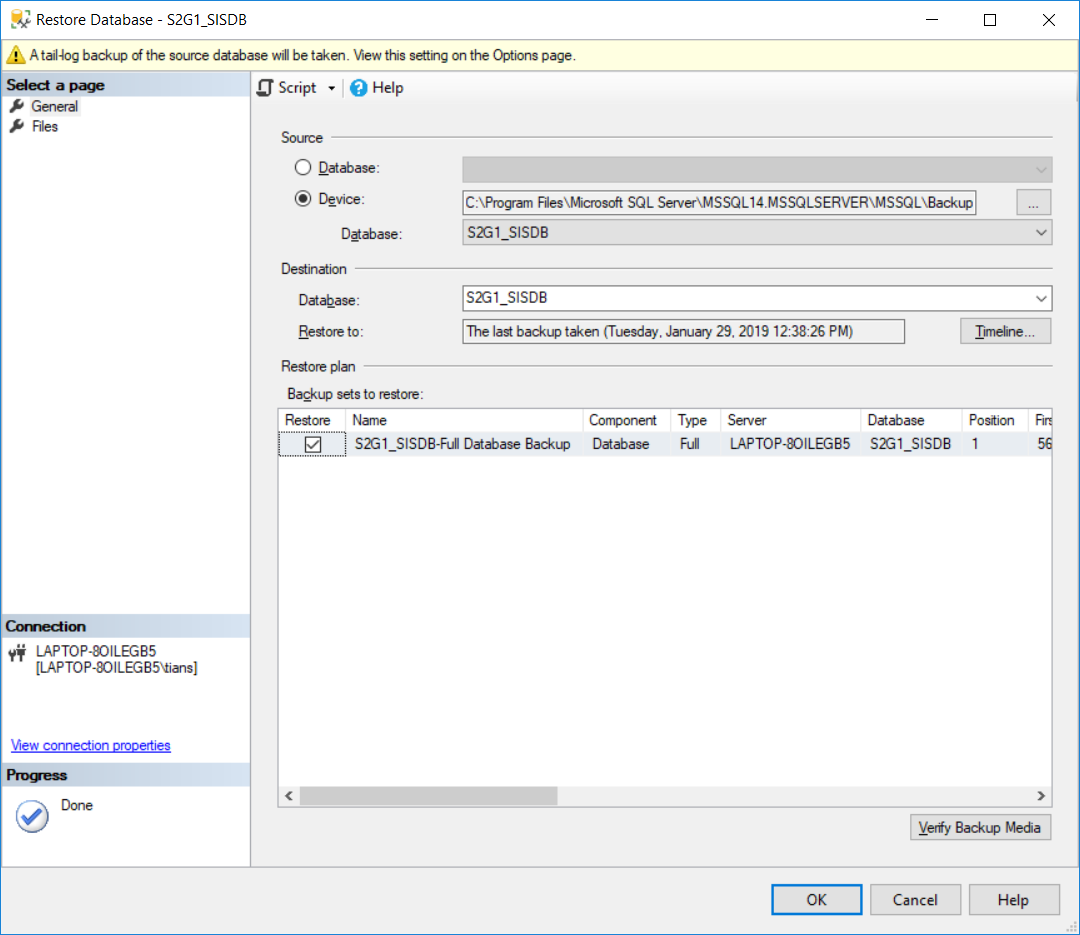 Restore Database - S2G1_SISDB
A tail-log backup of the source database will be taken. View this setting on the Options page.
Select a page
General
Files
Script
Help
Source
Database:
Device:
C:\Program Files\Microsoft SQL Server\MSSQL14.MSSQLSERVER\MSSQL\Backup
...
Database:
S2G1_SISDB
Destination
Database:
S2G1_SISDB
Restore to:
The last backup taken (Tuesday, January 29, 2019 12:38:26 PM)
Timeline...
Restore plan
Backup sets to restore:
Restore Name Component Type Server Database Position Firs
S2G1_SISDB-Full Database Backup Database Full LAPTOP-8OILEGB5 S2G1_SISDB 1 56
Connection
LAPTOP-8OILEGB5
[LAPTOP-8OILEGB5\tians]
View connection properties
Progress
Done
Verify Backup Media
OK
Cancel
Help